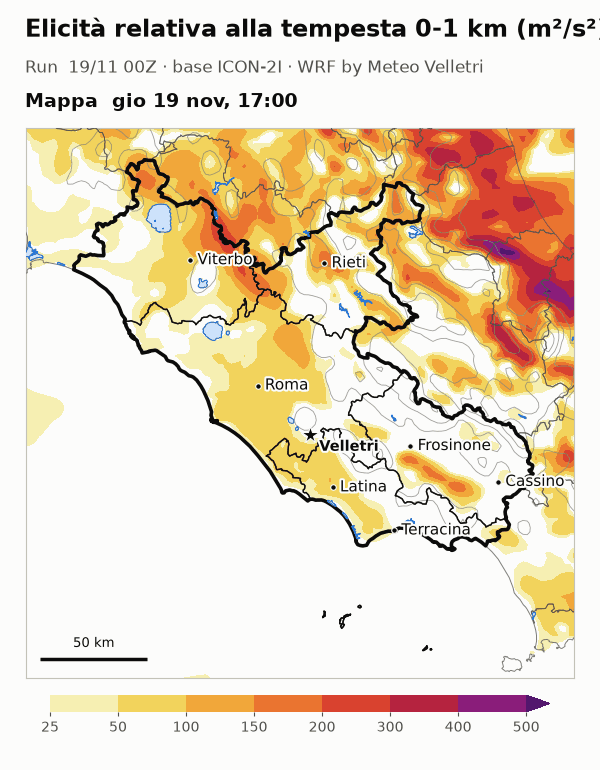 Elicità relativa alla tempesta 0-1 km (m²/s²)
Run 19/11 00Z · base ICON-2I · WRF by Meteo Velletri
Mappa gio 19 nov, 17:00
Viterbo
Rieti
Roma
Velletri
Frosinone
Latina
Cassino
Terracina
50 km
25 50 100 150 200 300 400 500